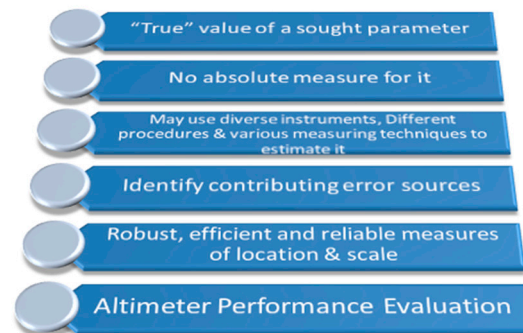 “True” value of a sought parameter
No absolute measure for it
May use diverse instruments, Different
procedures & various measuring techniques to
estimate it
Identify contributing error sources
Robust, efficient and reliable measures
of location & scale
Altimeter Performance Evaluation